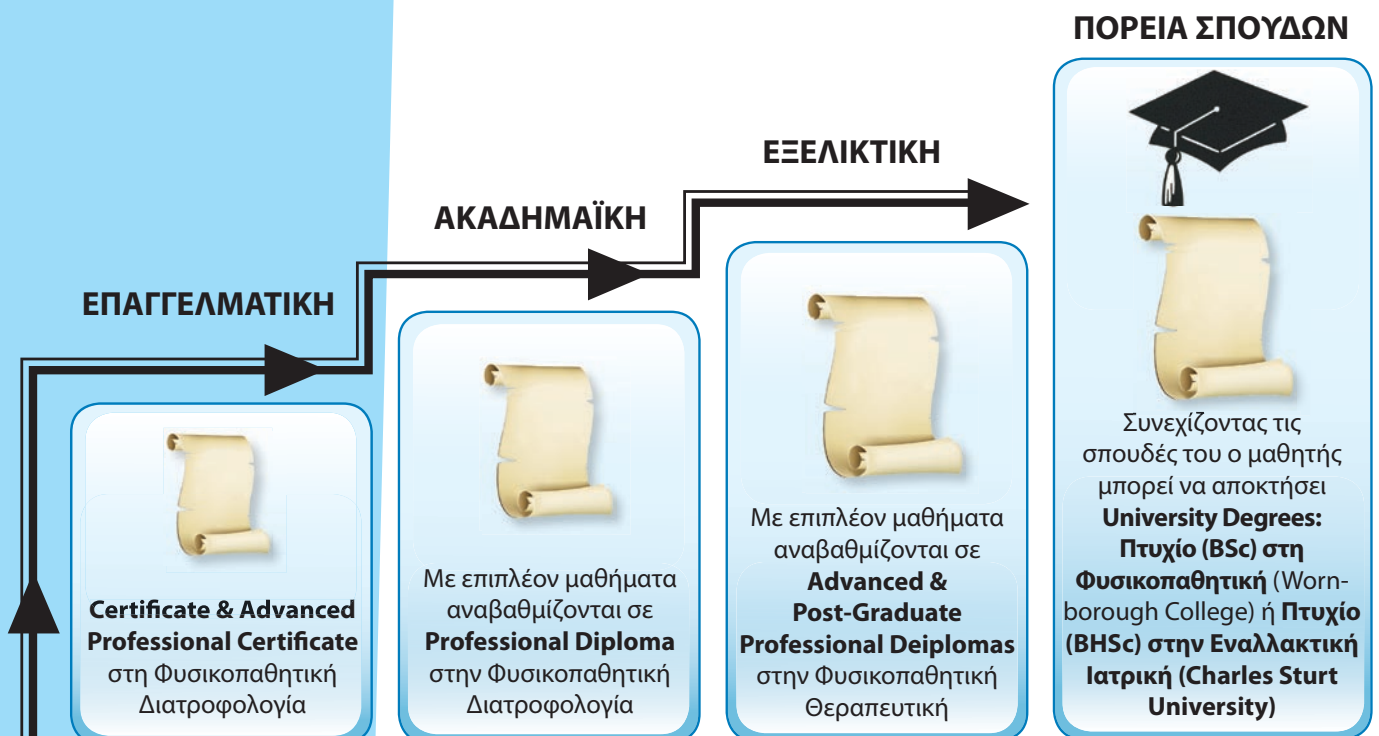 ΠΟΡΕΙΑ ΣΠΟΥΔΩΝ
ΕΞΕΛΙΚΤΙΚΗ
ΑΚΑΔΗΜΑΪΚΗ
ΕΠΑΓΓΕΛΜΑΤΙΚΗ
Certificate & Advanced
Professional Certificate
στη Φυσικοπαθητική
Διατροφολογία
Με επιπλέον μαθήματα
αναβαθμίζονται σε
Professional Diploma
στην Φυσικοπαθητική
Διατροφολογία
Με επιπλέον μαθήματα
αναβαθμίζονται σε
Advanced &
Post-Graduate
Professional Deiplomas
στην Φυσικοπαθητική
Θεραπευτική
Συνεχίζοντας τις
σπουδές του ο μαθητής
μπορεί να αποκτήσει
University Degrees:
Πτυχίο (BSc) στη
Φυσικοπαθητική (Worn-
borough College) ή Πτυχίο
(BHSc) στην Εναλλακτική
Ιατρική (Charles Sturt
University)